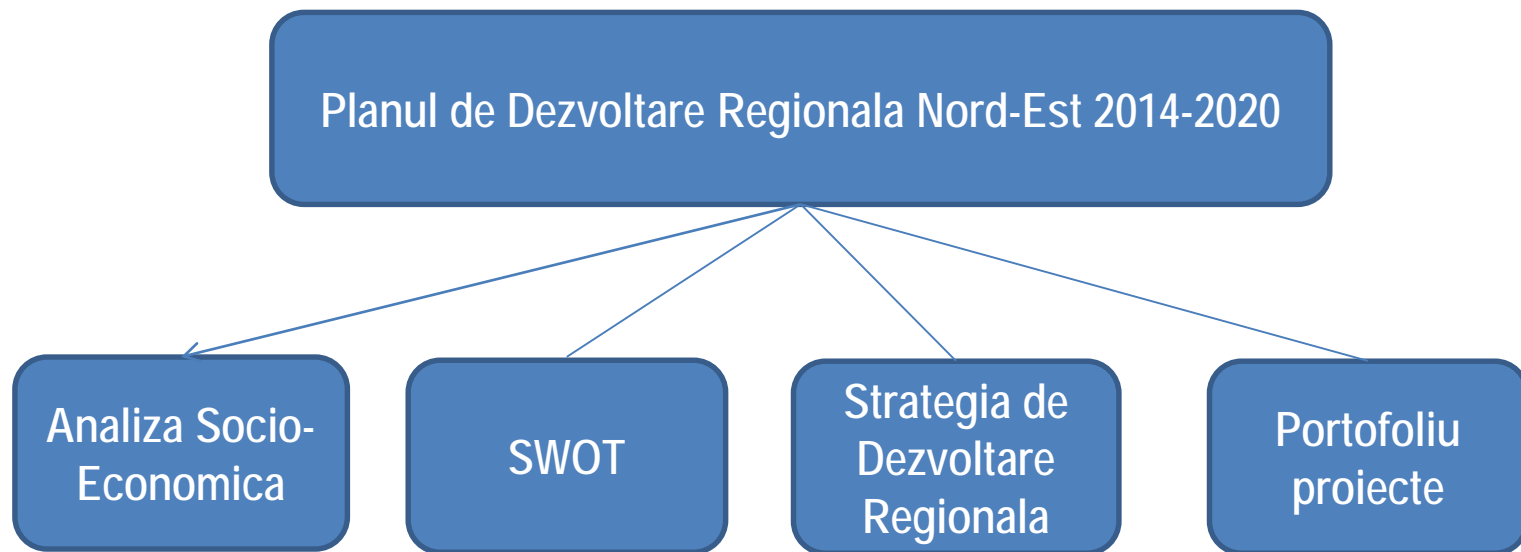 Planul de Dezvoltare Regionala Nord-Est 2014-2020
Analiza Socio-
Economica
SWOT
Strategia de
Dezvoltare
Regionala
Portofoliu
proiecte